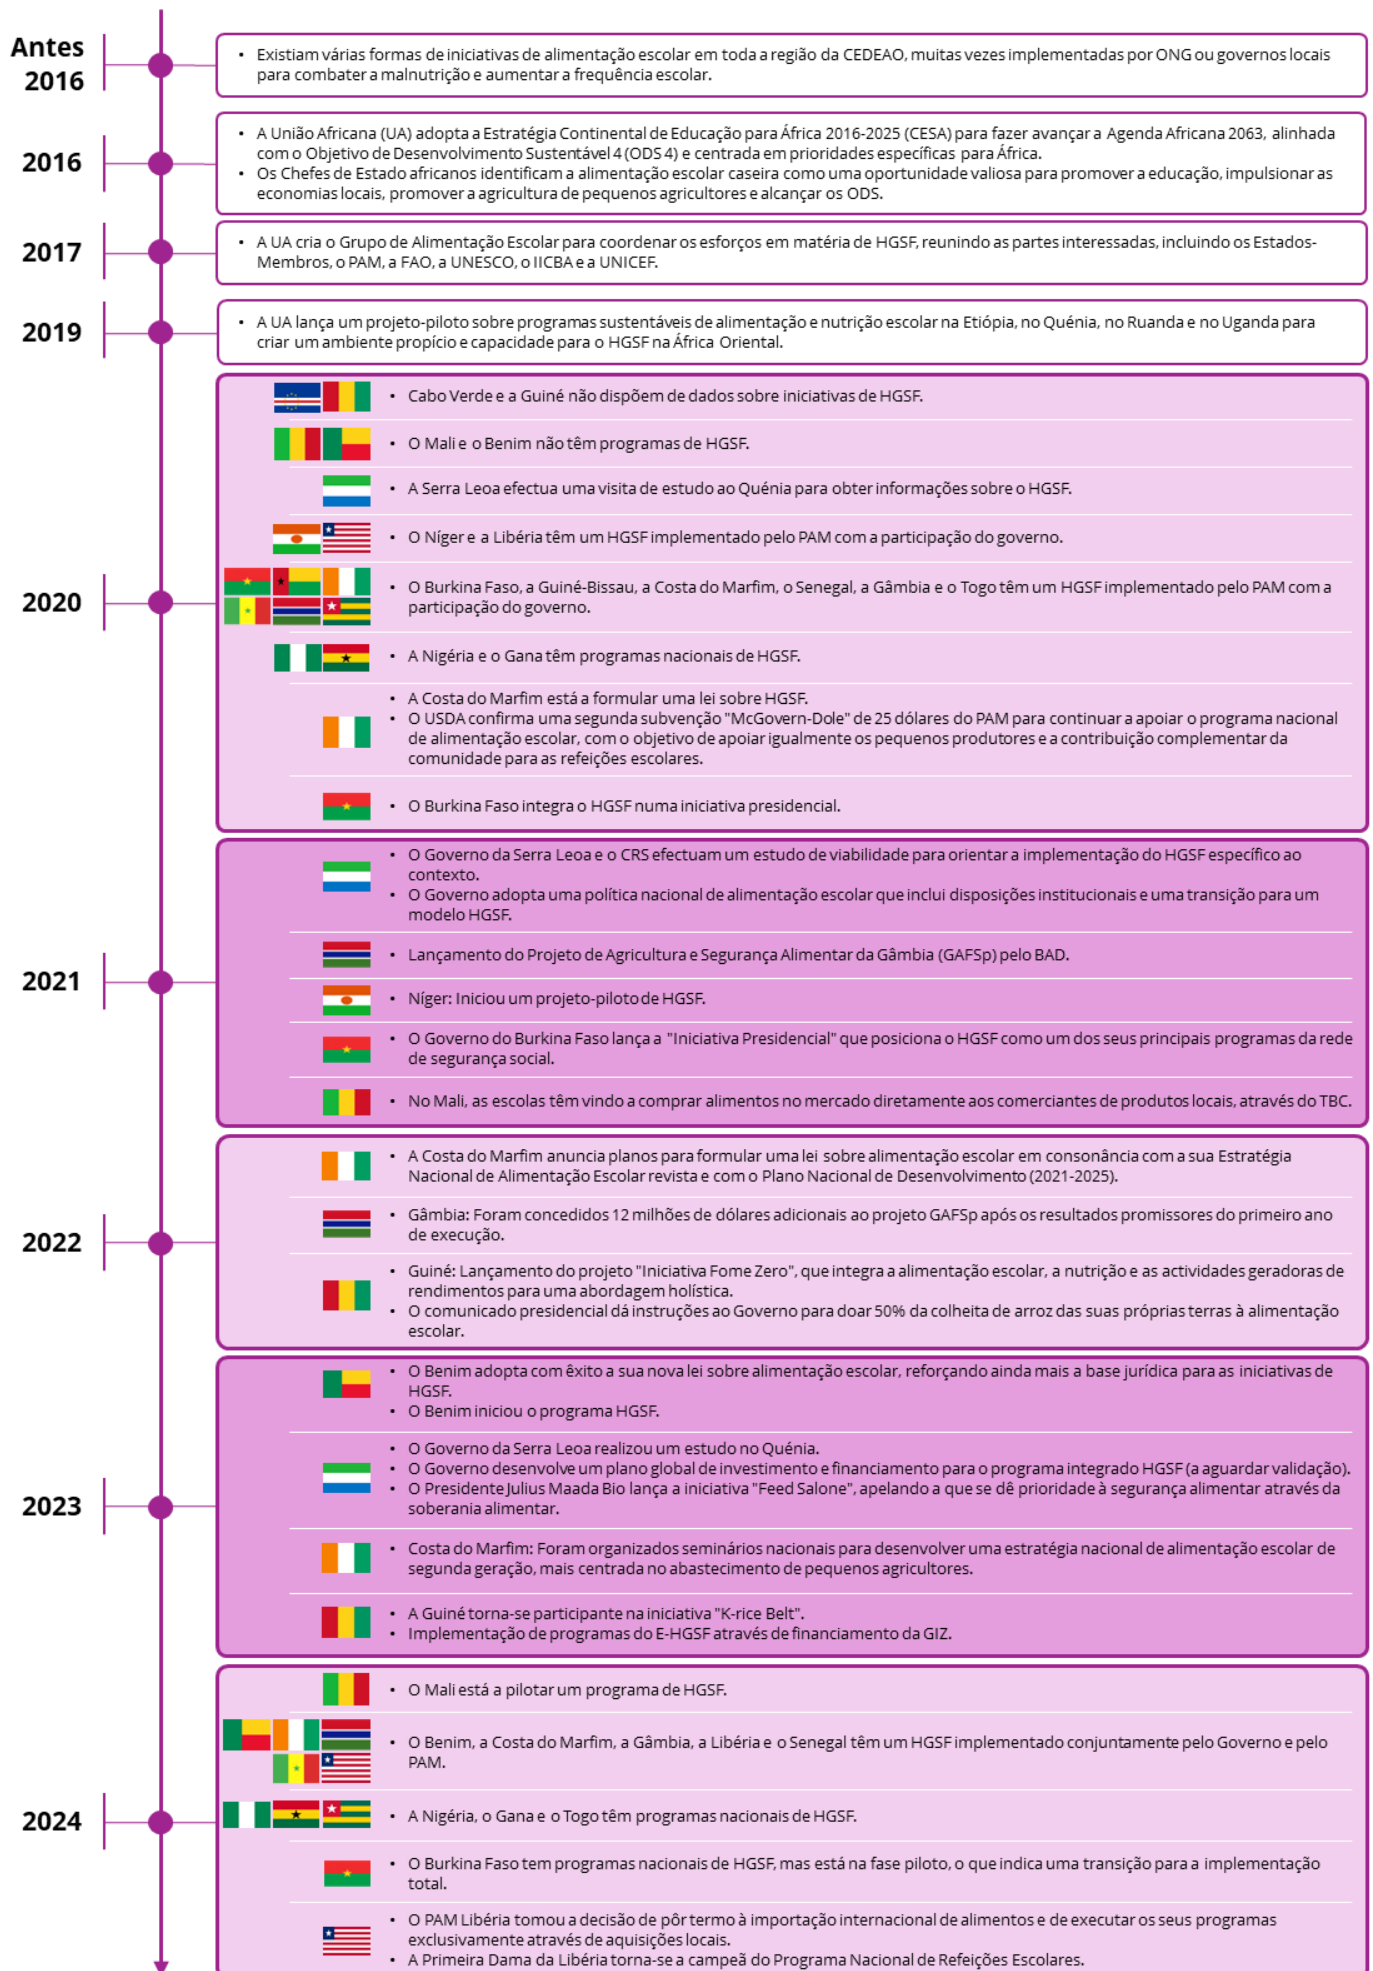 Antes
2016
• Existiam várias formas de iniciativas de alimentação escolar em toda a região da CEDEAO, muitas vezes implementadas por ONG ou governos locais
para combater a malnutrição e aumentar a frequência escolar.
2016
• A União Africana (UA) adopta a Estratégia Continental de Educação para África 2016-2025 (CESA) para fazer avançar a Agenda Africana 2063, alinhada
com o Objetivo de Desenvolvimento Sustentável 4 (ODS 4) e centrada em prioridades específicas para África.
• Os Chefes de Estado africanos identificam a alimentação escolar caseira como uma oportunidade valiosa para promover a educação, impulsionar as
economias locais, promover a agricultura de pequenos agricultores e alcançar os ODS.
2017
• A UA cria o Grupo de Alimentação Escolar para coordenar os esforços em matéria de HGSF, reunindo as partes interessadas, incluindo os Estados-
Membros, o PAM, a FAO, a UNESCO, o IICBA e a UNICEF.
2019
• A UA lança um projeto-piloto sobre programas sustentáveis de alimentação e nutrição escolar na Etiópia, no Quénia, no Ruanda e no Uganda para
criar um ambiente propício e capacidade para o HGSF na África Oriental.
2020
• Cabo Verde e a Guiné não dispõem de dados sobre iniciativas de HGSF.
• O Mali e o Benim não têm programas de HGSF.
• A Serra Leoa efectua uma visita de estudo ao Quénia para obter informações sobre o HGSF.
• O Níger e a Libéria têm um HGSF implementado pelo PAM com a participação do governo.
• O Burkina Faso, a Guiné-Bissau, a Costa do Marfim, o Senegal, a Gâmbia e o Togo têm um HGSF implementado pelo PAM com a
participação do governo.
• A Nigéria e o Gana têm programas nacionais de HGSF.
• A Costa do Marfim está a formular uma lei sobre HGSF.
• O USDA confirma uma segunda subvenção "McGovern-Dole" de 25 dólares do PAM para continuar a apoiar o programa nacional
de alimentação escolar, com o objetivo de apoiar igualmente os pequenos produtores e a contribuição complementar da
comunidade para as refeições escolares.
• O Burkina Faso integra o HGSF numa iniciativa presidencial.
2021
• O Governo da Serra Leoa e o CRS efectuam um estudo de viabilidade para orientar a implementação do HGSF específico ao
contexto.
• O Governo adopta uma política nacional de alimentação escolar que inclui disposições institucionais e uma transição para um
modelo HGSF.
• Lançamento do Projeto de Agricultura e Segurança Alimentar da Gâmbia (GAFSp) pelo BAD.
• Níger: Iniciou um projeto-piloto de HGSF.
• O Governo do Burkina Faso lança a "Iniciativa Presidencial" que posiciona o HGSF como um dos seus principais programas da rede
de segurança social.
• No Mali, as escolas têm vindo a comprar alimentos no mercado diretamente aos comerciantes de produtos locais, através do TBC.
2022
• A Costa do Marfim anuncia planos para formular uma lei sobre alimentação escolar em consonância com a sua Estratégia
Nacional de Alimentação Escolar revista e com o Plano Nacional de Desenvolvimento (2021-2025).
• Gâmbia: Foram concedidos 12 milhões de dólares adicionais ao projeto GAFSp após os resultados promissores do primeiro ano
de execução.
• Guiné: Lançamento do projeto "Iniciativa Fome Zero", que integra a alimentação escolar, a nutrição e as actividades geradoras de
rendimentos para uma abordagem holística.
• O comunicado presidencial dá instruções ao Governo para doar 50% da colheita de arroz das suas próprias terras à alimentação
escolar.
2023
• O Benim adopta com êxito a sua nova lei sobre alimentação escolar, reforçando ainda mais a base jurídica para as iniciativas de
HGSF.
• O Benim iniciou o programa HGSF.
• O Governo da Serra Leoa realizou um estudo no Quénia.
• O Governo desenvolve um plano global de investimento e financiamento para o programa integrado HGSF (a aguardar validação).
• O Presidente Julius Maada Bio lança a iniciativa "Feed Salone", apelando a que se dê prioridade à segurança alimentar através da
soberania alimentar.
• Costa do Marfim: Foram organizados seminários nacionais para desenvolver uma estratégia nacional de alimentação escolar de
segunda geração, mais centrada no abastecimento de pequenos agricultores.
• A Guiné torna-se participante na iniciativa "K-rice Belt".
• Implementação de programas do E-HGSF através de financiamento da GIZ.
2024
• O Mali está a pilotar um programa de HGSF.
• O Benim, a Costa do Marfim, a Gâmbia, a Libéria e o Senegal têm um HGSF implementado conjuntamente pelo Governo e pelo
PAM.
• A Nigéria, o Gana e o Togo têm programas nacionais de HGSF.
• O Burkina Faso tem programas nacionais de HGSF, mas está na fase piloto, o que indica uma transição para a implementação
total.
• O PAM Libéria tomou a decisão de pôr termo à importação internacional de alimentos e de executar os seus programas
exclusivamente através de aquisições locais.
• A Primeira Dama da Libéria torna-se a campeã do Programa Nacional de Refeições Escolares.